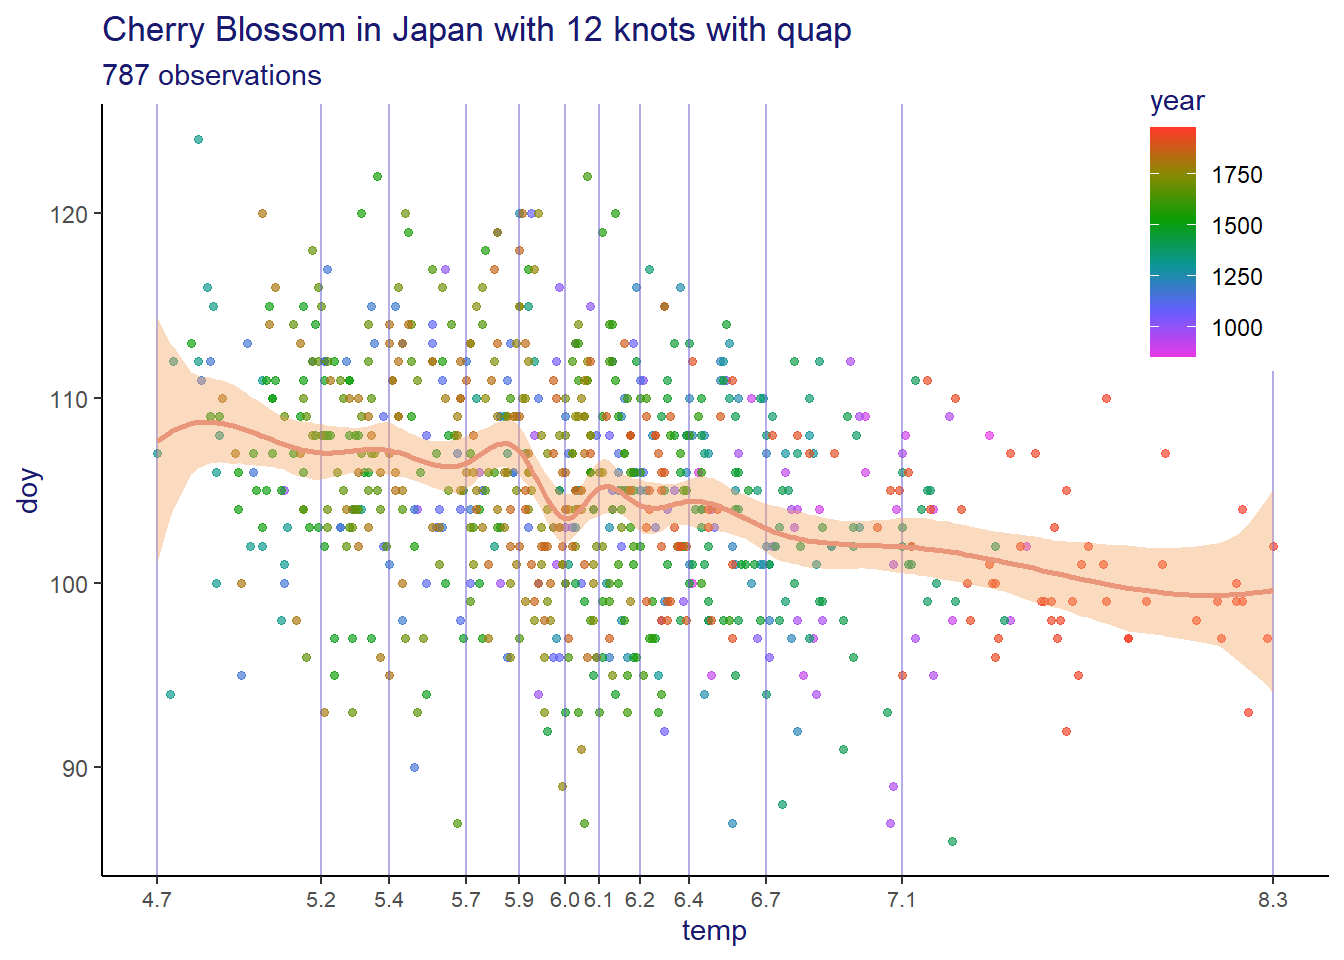 Cherry Blossom in Japan with 12 knots with quap
787 observations
year
1750
1500
1250
1000
120
110
100
90
doy
4.7 5.2 5.4 5.7 5.9 6.0 6.1 6.2 6.4 6.7 7.1 8.3
temp